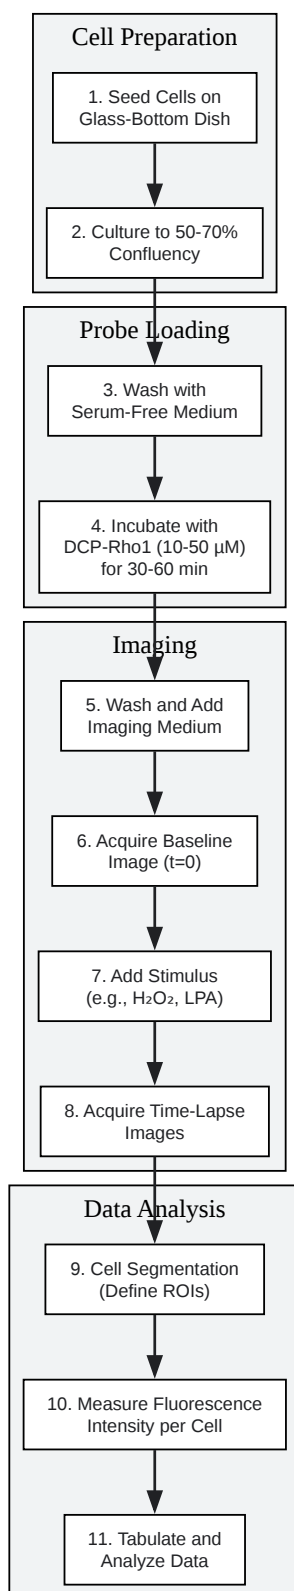 Cell Preparation
1. Seed Cells on
Glass-Bottom Dish
2. Culture to 50-70%
Confluency
Probe Loading
3. Wash with
Serum-Free Medium
4. Incubate with
DCP-Rho1 (10-50 µM)
for 30-60 min
Imaging
5. Wash and Add
Imaging Medium
6. Acquire Baseline
Image (t=0)
7. Add Stimulus
(e.g., H₂O₂, LPA)
8. Acquire Time-Lapse
Images
Data Analysis
9. Cell Segmentation
(Define ROIs)
10. Measure Fluorescence
Intensity per Cell
11. Tabulate and
Analyze Data